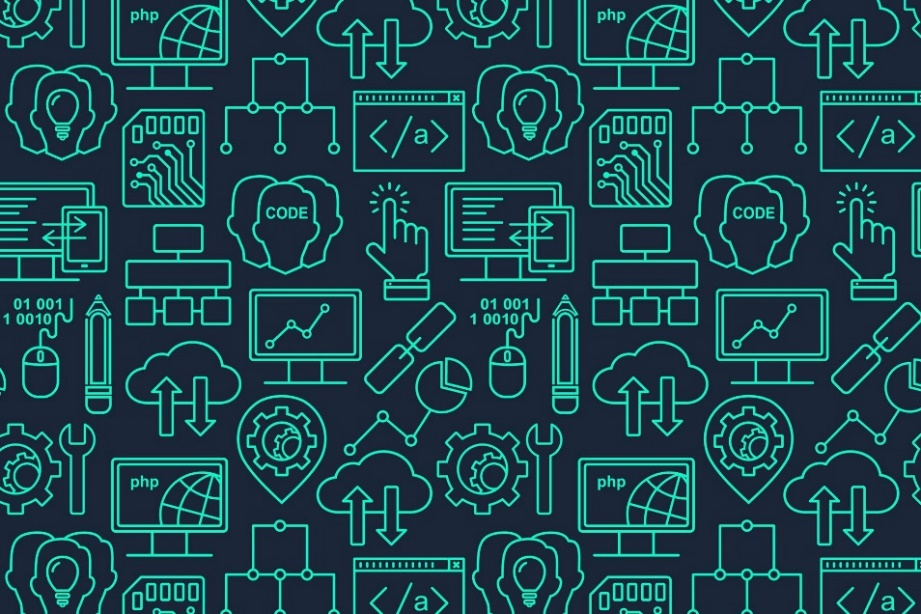 php
php
</a>
</a>
CODE
CODE
01 001
1 0010
01 001
1 0010
php
php
</a>
</a>